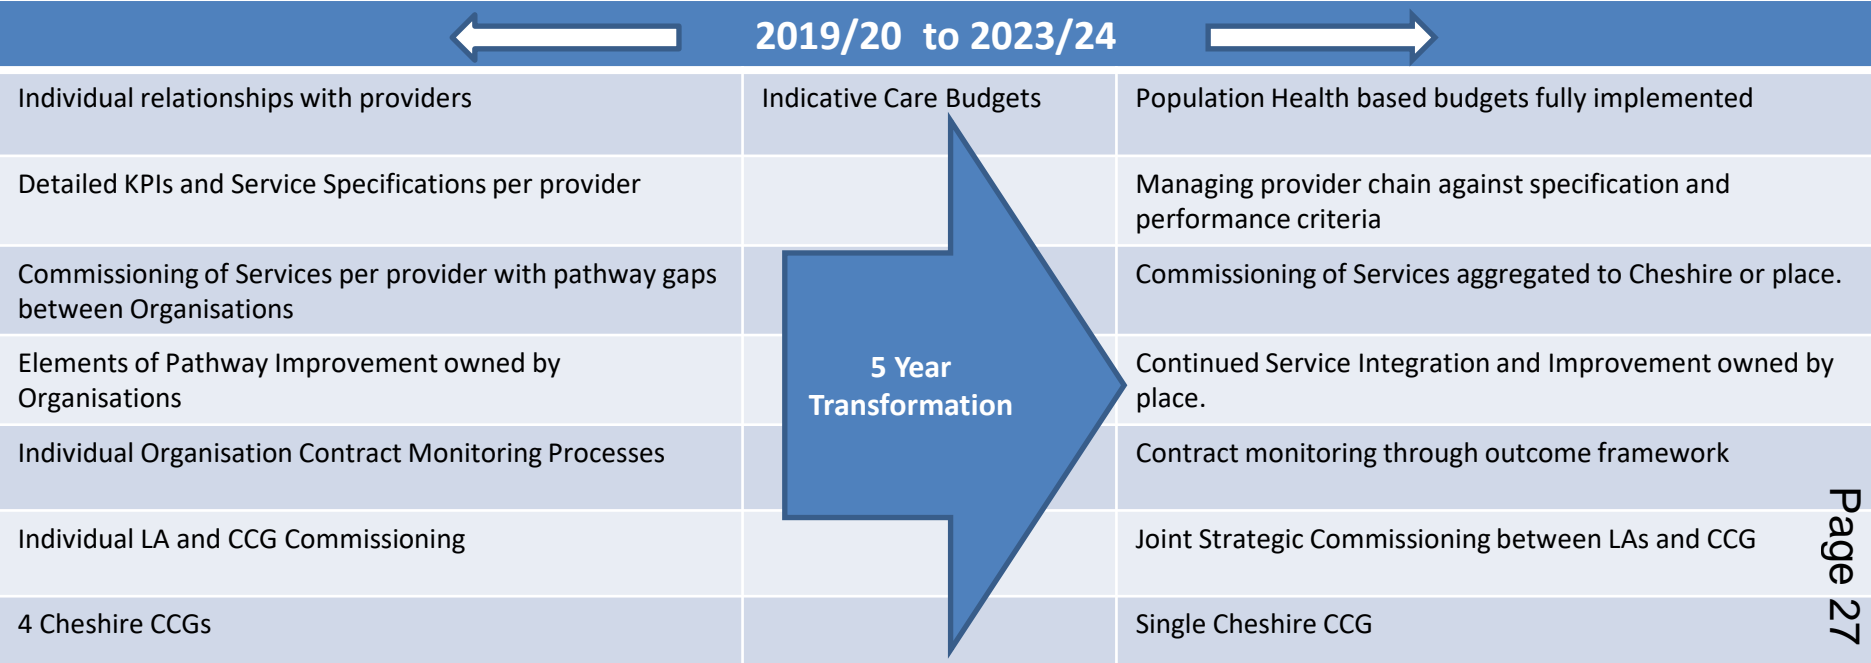 2019/20 to 2023/24
Individual relationships with providers
Indicative Care Budgets
Population Health based budgets fully implemented
Detailed KPIs and Service Specifications per provider
Managing provider chain against specification and
performance criteria
Commissioning of Services per provider with pathway gaps
between Organisations
Commissioning of Services aggregated to Cheshire or place.
Elements of Pathway Improvement owned by
Organisations
5 Year
Transformation
Continued Service Integration and Improvement owned by
place.
Individual Organisation Contract Monitoring Processes
Contract monitoring through outcome framework
Individual LA and CCG Commissioning
Joint Strategic Commissioning between LAs and CCG
4 Cheshire CCGs
Single Cheshire CCG
Page 27